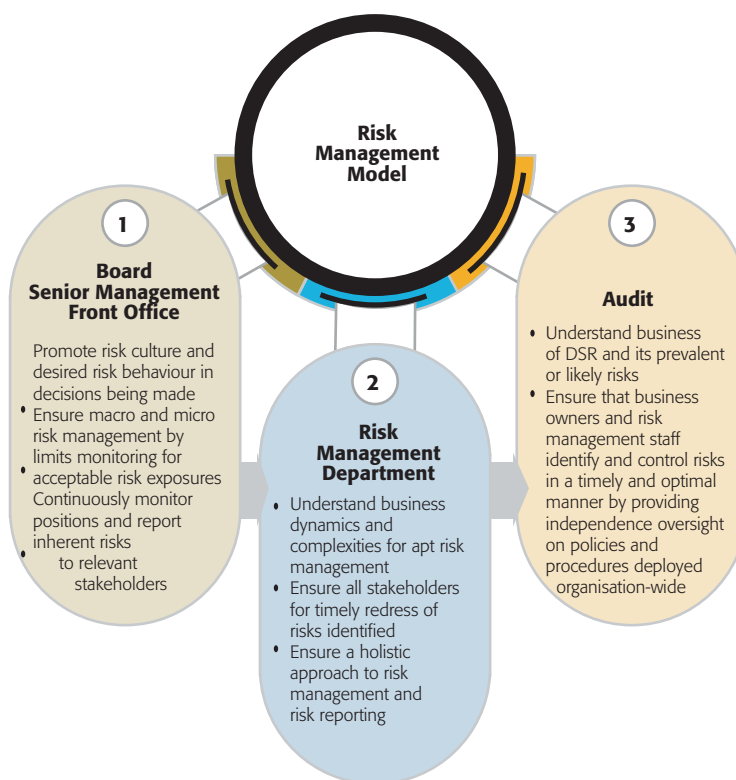 Risk
Management
Model
1
Board
Senior Management
Front Office
Promote risk culture and
desired risk behaviour in
decisions being made
• Ensure macro and micro
risk management by
limits monitoring for
• acceptable risk exposures
Continuously monitor
positions and report
inherent risks
• to relevant
stakeholders
2
Risk
Management
Department
• Understand business
dynamics and
complexities for apt risk
management
• Ensure all stakeholders
for timely redress of
risks identified
• Ensure a holistic
approach to risk
management and
risk reporting
3
Audit
• Understand business
of DSR and its prevalent
or likely risks
• Ensure that business
owners and risk
management staff
identify and control risks
in a timely and optimal
manner by providing
independence oversight
on policies and
procedures deployed
organisation-wide